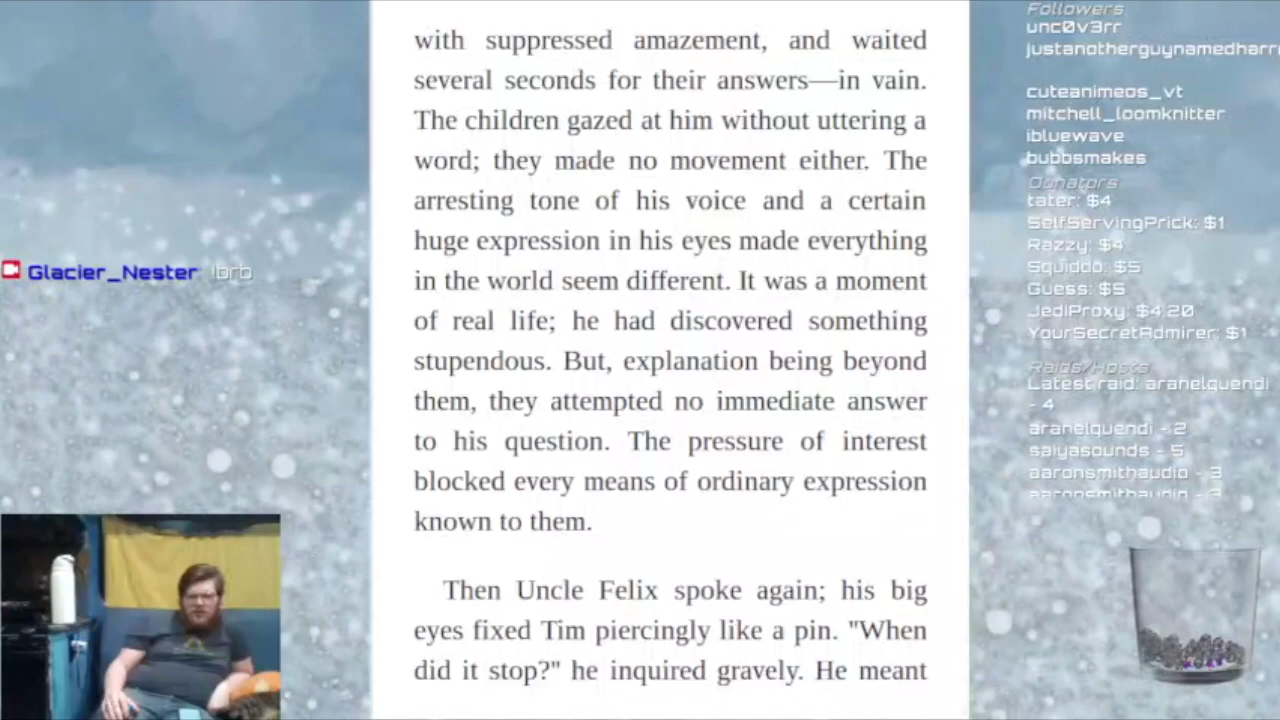 with suppressed amazement, and waited
several seconds for their answers—in vain.
The children gazed at him without uttering a
word; they made no movement either. The
arresting tone of his voice and a certain
huge expression in his eyes made everything
in the world seem different. It was a moment
of real life; he had discovered something
stupendous. But, explanation being beyond
them, they attempted no immediate answer
to his question. The pressure of interest
blocked every means of ordinary expression
known to them.
Then Uncle Felix spoke again; his big
eyes fixed Tim piercingly like a pin. "When
did it stop?" he inquired gravely. He meant
Glacier_Nester: !brb
Followers
unc0v3rr
justanotherguynamedharr
cuteanimeos_vt
mitchell_loomknitter
ibluewave
bubbsmakes
Donators
tater: $4
SelfServingPrick: $1
Razzy: $4
Squiddo: $5
Guess: $5
JediProxy: $4.20
YourSecretAdmirer: $1
Raids/Hosts
Latest raid: aranelquendi
- 4
aranelquendi - 2
saiyasounds - 5
aaronsmithaudio - 3
aaronsmithaudio - 3